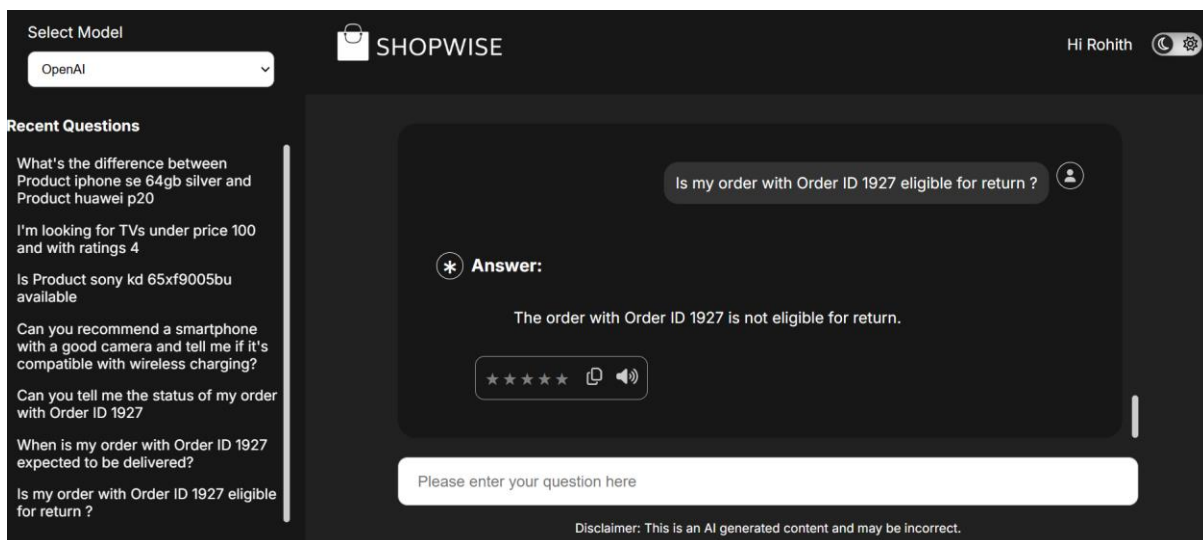 Select Model
OpenAI
Recent Questions
What's the difference between
Product iphone se 64gb silver and
Product huawei p20
I'm looking for TVs under price 100
and with ratings 4
Is Product sony kd 65xf9005bu
available
Can you recommend a smartphone
with a good camera and tell me if it's
compatible with wireless charging?
Can you tell me the status of my order
with Order ID 1927
When is my order with Order ID 1927
expected to be delivered?
Is my order with Order ID 1927 eligible
for return ?
SHOPWISE
Hi Rohith
Is my order with Order ID 1927 eligible for return ?
Answer:
The order with Order ID 1927 is not eligible for return.
Please enter your question here
Disclaimer: This is an AI generated content and may be incorrect.